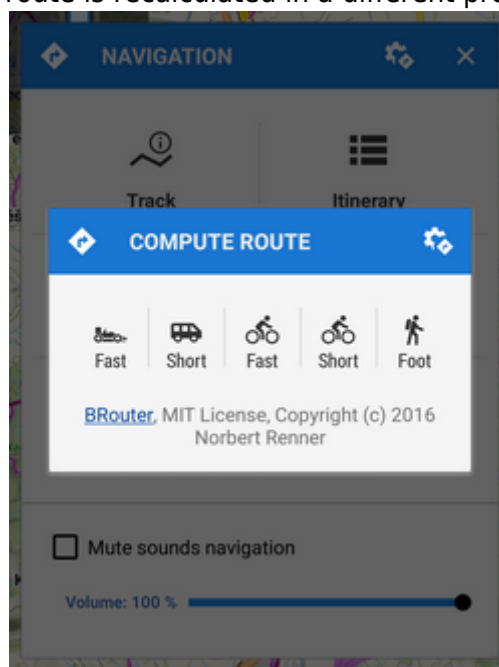 route is recalculated in a different pr
NAVIGATION
Track
Itinerary
COMPUTE ROUTE
Fast
Short
Fast
Short
Foot
BRouter, MIT License, Copyright (c) 2016
Norbert Renner
Mute sounds navigation
Volume: 100 %